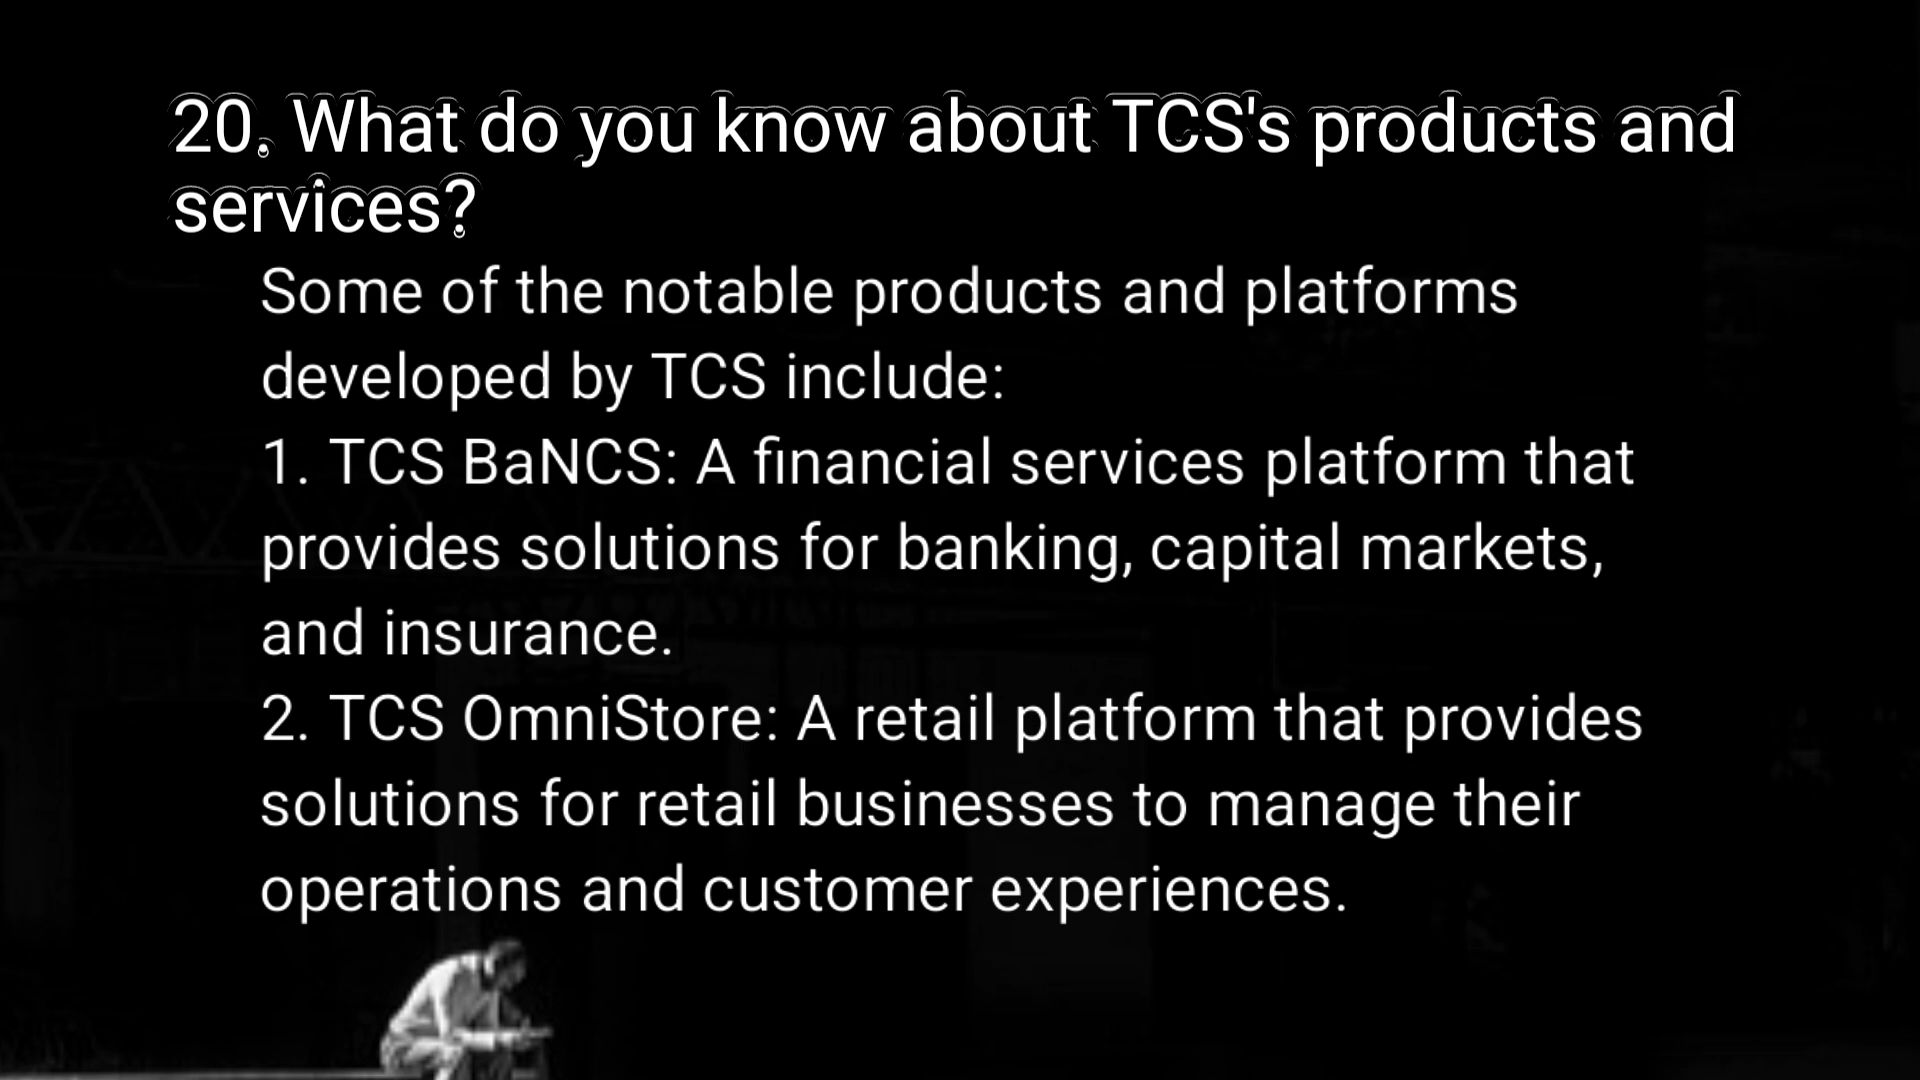 20. What do you know about TCS's products and
services?
Some of the notable products and platforms
developed by TCS include:
1. TCS BaNCS: A financial services platform that
provides solutions for banking, capital markets,
and insurance.
2. TCS OmniStore: A retail platform that provides
solutions for retail businesses to manage their
operations and customer experiences.